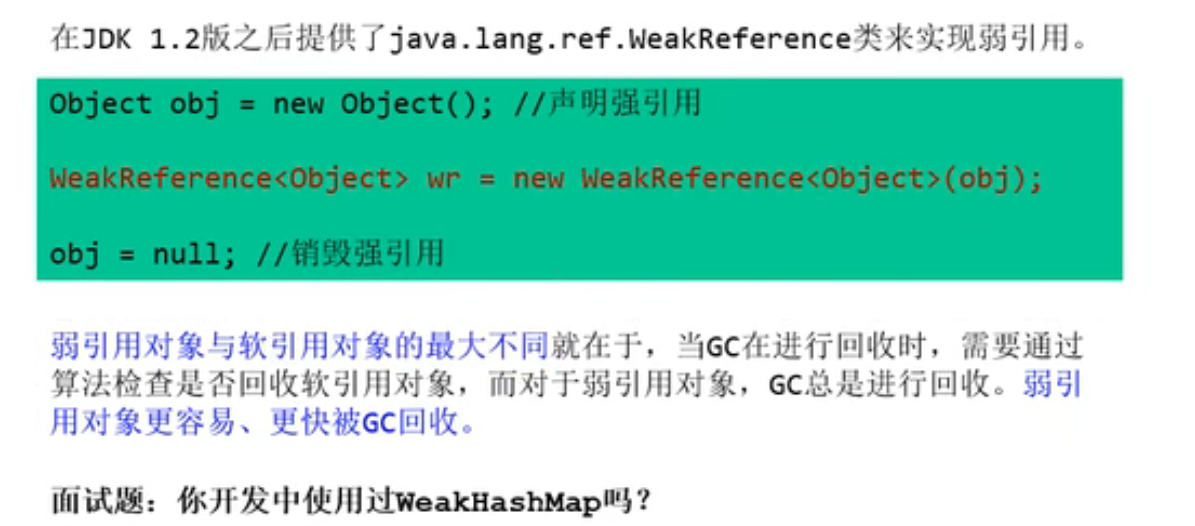 在JDK 1.2版之后提供了java.lang.ref.WeakReference类来实现弱引用。
Object obj = new Object(); //声明强引用
WeakReference<Object> wr = new WeakReference<Object>(obj);
obj = null; //销毁强引用
弱引用对象与软引用对象的最大不同就在于，当GC在进行回收时，需要通过
算法检查是否回收软引用对象，而对于弱引用对象，GC总是进行回收。弱引
用对象更容易、更快被GC回收。
面试题：你开发中使用过WeakHashMap吗？